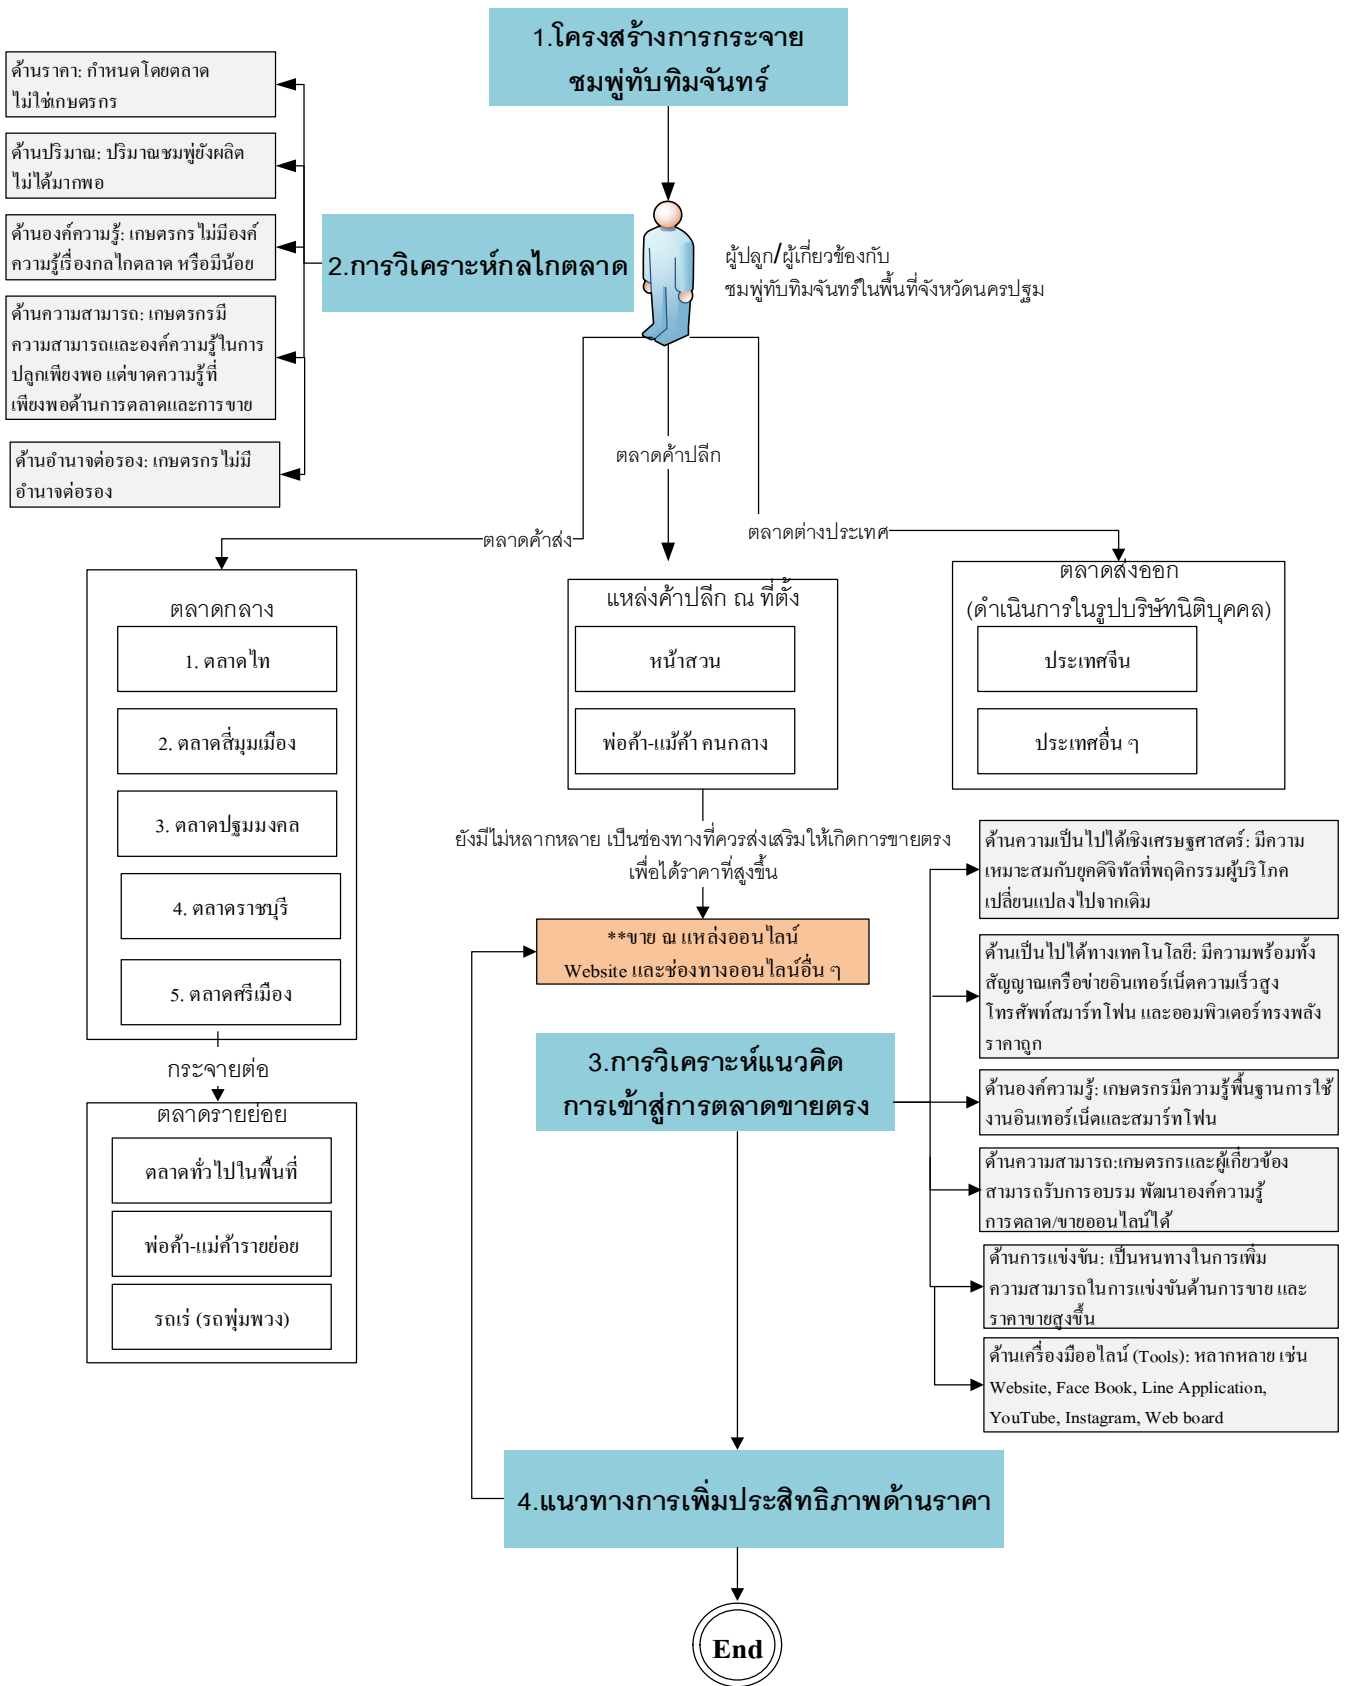 1.โครงสร้างการกระจาย
ชมพู่ทับทิมจันทร์
ด้านราคา: กำหนดโดยตลาด
ไม่ใช่เกษตรกร
ด้านปริมาณ: ปริมาณชมพู่ยังผลิต
ไม่ได้มากพอ
ด้านองค์ความรู้: เกษตรกรไม่มีองค์
ความรู้เรื่องกลไกตลาด หรือมีน้อย
ด้านความสามารถ: เกษตรกรมี
ความสามารถและองค์ความรู้ในการ
ปลูกเพียงพอ แต่ขาดความรู้ที่
เพียงพอด้านการตลาดและการขาย
ด้านอำนาจต่อรอง: เกษตรกรไม่มี
อำนาจต่อรอง
2.การวิเคราะห์กลไกตลาด
ผู้ปลูก/ผู้เกี่ยวข้องกับ
ชมพู่ทับทิมจันทร์ในพื้นที่จังหวัดนครปฐม
ตลาดค้าส่ง
ตลาดค้าปลีก
ตลาดต่างประเทศ
ตลาดกลาง
1. ตลาดไท
2. ตลาดสี่มุมเมือง
3. ตลาดปฐมมงคล
4. ตลาดราชบุรี
5. ตลาดศรีเมือง
กระจายต่อ
ตลาดรายย่อย
ตลาดทั่วไปในพื้นที่
พ่อค้า-แม่ค้ารายย่อย
รถเร่ (รถพุ่มพวง)
แหล่งค้าปลีก ณ ที่ตั้ง
หน้าสวน
พ่อค้า-แม้ค้า คนกลาง
ยังมีไม่หลากหลาย เป็นช่องทางที่ควรส่งเสริมให้เกิดการขายตรง
เพื่อได้ราคาที่สูงขึ้น
**ขาย ณ แหล่งออนไลน์
Website และช่องทางออนไลน์อื่น ๆ
ตลาดส่งออก
(ดำเนินการในรูปบริษัทนิติบุคคล)
ประเทศจีน
ประเทศอื่น ๆ
3.การวิเคราะห์แนวคิด
การเข้าสู่การตลาดขายตรง
ด้านความเป็นไปได้เชิงเศรษฐศาสตร์: มีความ
เหมาะสมกับยุคดิจิทัลที่พฤติกรรมผู้บริโภค
เปลี่ยนแปลงไปจากเดิม
ด้านเป็นไปได้ทางเทคโนโลยี: มีความพร้อมทั้ง
สัญญาณเครือข่ายอินเทอร์เน็ตความเร็วสูง
โทรศัพท์สมาร์ทโฟน และออมพิวเตอร์ทรงพลัง
ราคาถูก
ด้านองค์ความรู้: เกษตรกรมีความรู้พื้นฐานการใช้
งานอินเทอร์เน็ตและสมาร์ทโฟน
ด้านความสามารถ:เกษตรกรและผู้เกี่ยวข้อง
สามารถรับการอบรม พัฒนาองค์ความรู้
การตลาด/ขายออนไลน์ได้
ด้านการแข่งขัน: เป็นหนทางในการเพิ่ม
ความสามารถในการแข่งขันด้านการขาย และ
ราคาขายสูงขึ้น
ด้านเครื่องมือออไลน์ (Tools): หลากหลาย เช่น
Website, Face Book, Line Application,
YouTube, Instagram, Web board
4.แนวทางการเพิ่มประสิทธิภาพด้านราคา
End